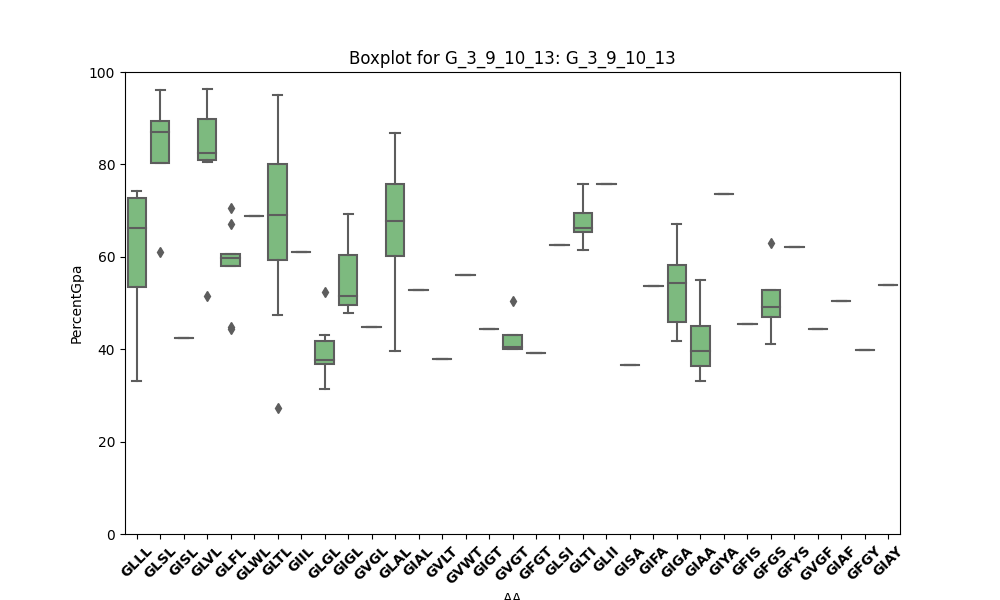 Boxplot for G_3_9_10_13: G_3_9_10_13
100
80
60
40
20
0
PercentGpa
GLLL GLSL GISL GLVL GLFL GLWL GLTL GIIL GLGL GIGL GVGL GLAL GIAL GVLT GVWT GIGT GVGT GFGT GLSI GLTI GLII GISA GIFA GIGA GIAA GIYA GFIS GFGS GFYS GVGF GIAF GFGY GIAY
AA